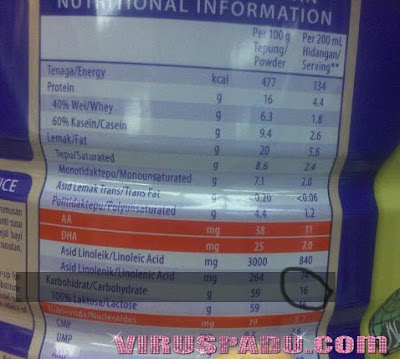 NUTRITIONAL INFORMATION
Per 100 g Tepung/ Powder
Per 200 mL Hidangan/ Serving**
Tenaga/Energy kcal 477 134
Protein g 16 4.4
40% Wei/Whey g 6.3 1.8
60% Kasein/Casein g 9.4 2.6
Lemak/Fat g 20 5.6
Tepu/Saturated g 8.6 2.4
Monotidaktepu/Monounsaturated g 7.1 2.0
Asid Lemak Trans/Trans Fat g <0.20 <0.06
Politidaktepu/Polyunsaturated g 4.4 1.2
AA mg 38 11
DHA mg 25 7.0
Asid Linoleik/Linoleic Acid mg 3000 840
Asid Linolenik/Linolenic Acid mg 264 74
Karbohidrat/Carbohydrate g 59 16
100% Laktosa/Lactose g 59 16
Nukleotida/Nucleotides mg 19
CMP
UMP
VIRUSPADU.com